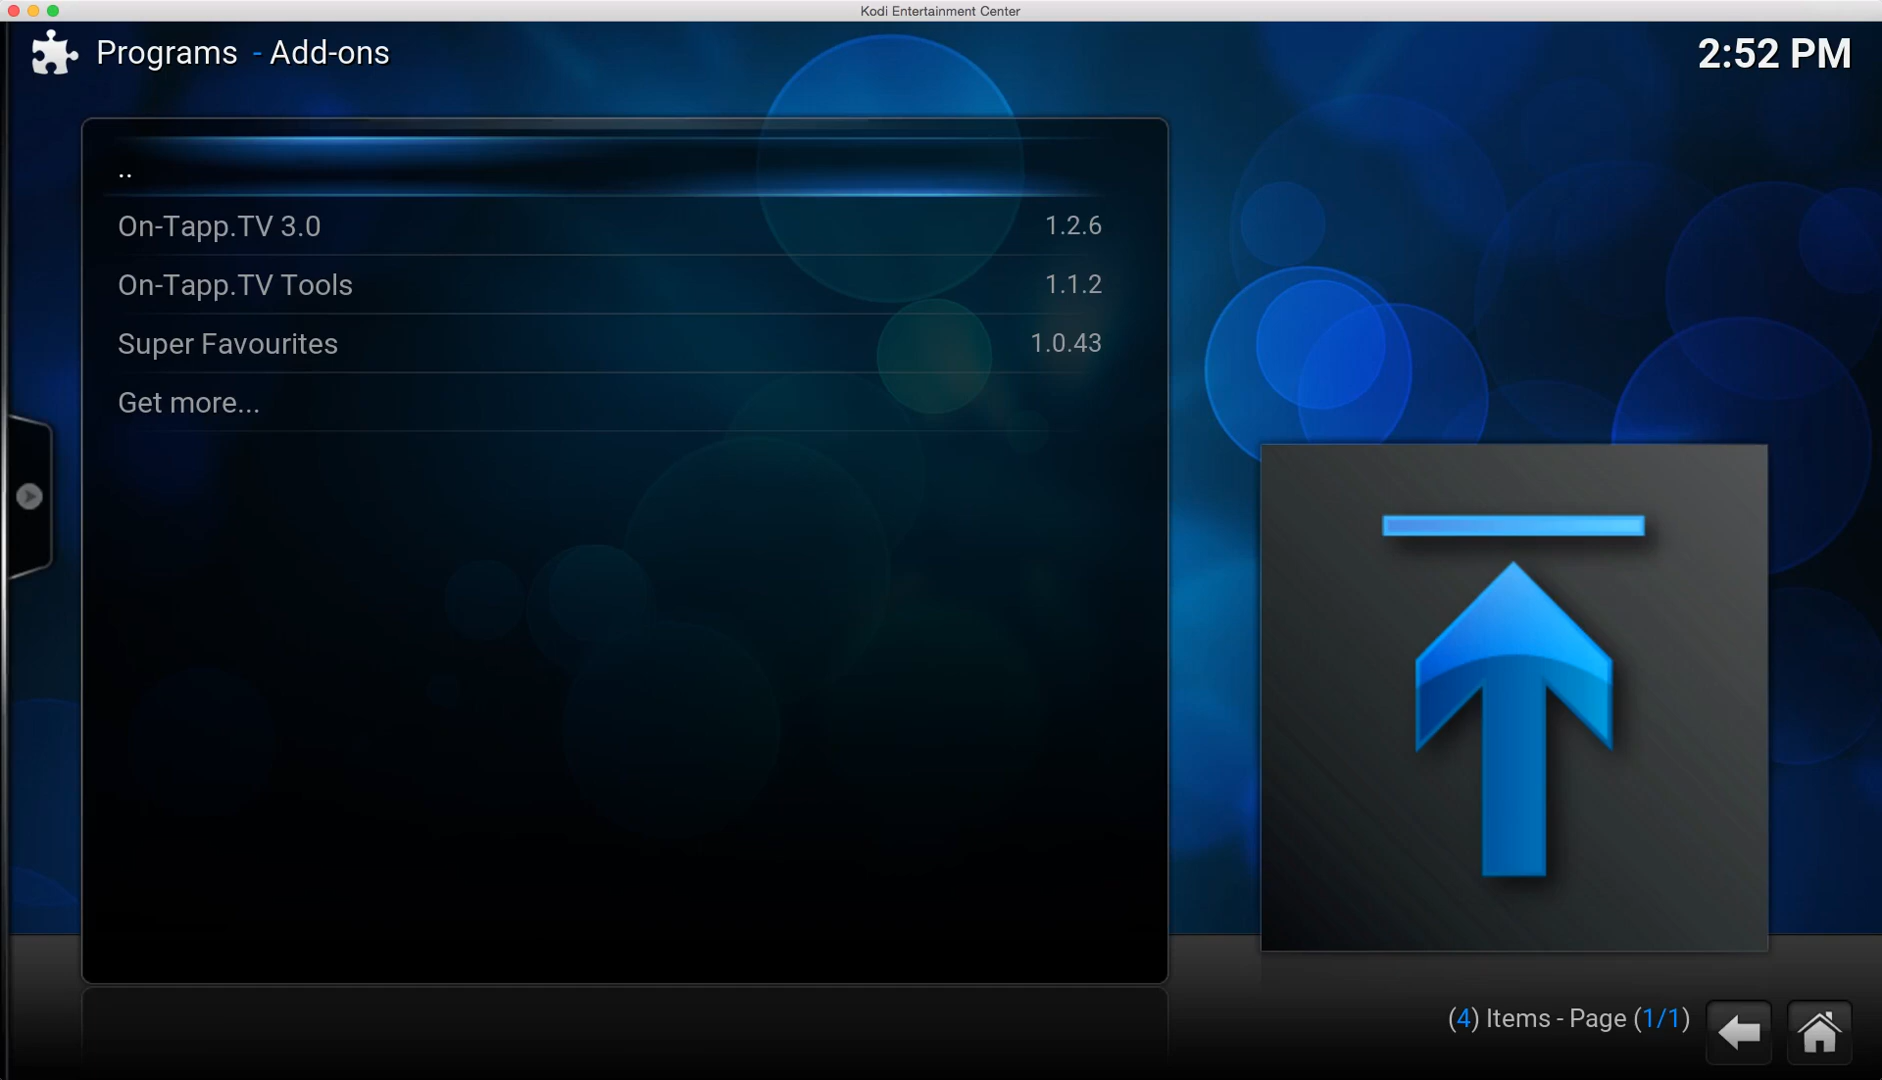 Kodi Entertainment Center
Programs - Add-ons
2:52 PM
..
On-Tapp.TV 3.0 1.2.6
On-Tapp.TV Tools 1.1.2
Super Favourites 1.0.43
Get more...
(4) Items - Page (1/1)